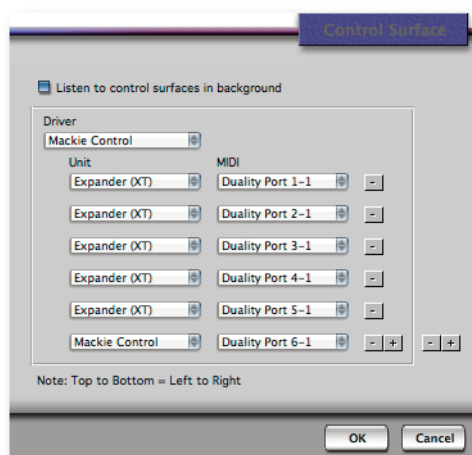 Control Surface
Listen to control surfaces in background
Driver
Mackie Control
Unit MIDI
Expander (XT) Duality Port 1-1 -
Expander (XT) Duality Port 2-1 -
Expander (XT) Duality Port 3-1 -
Expander (XT) Duality Port 4-1 -
Expander (XT) Duality Port 5-1 -
Mackie Control Duality Port 6-1 - + - +
Note: Top to Bottom = Left to Right
OK Cancel